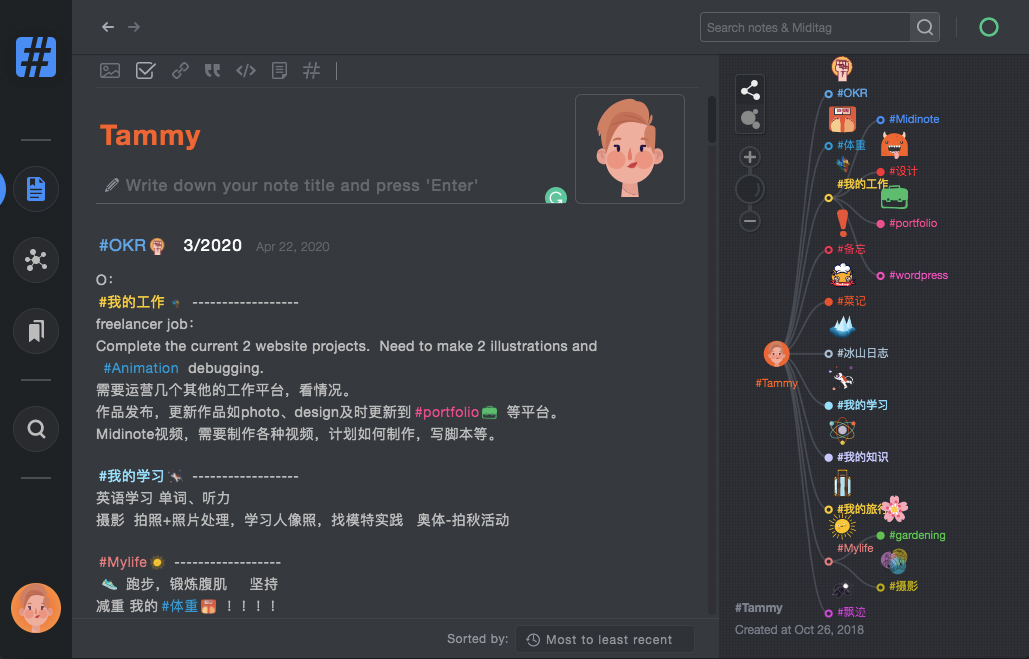 Search notes & Miditag
Tammy
Write down your note title and press 'Enter'
#OKR 3/2020 Apr 22, 2020
O：
#我的工作 ------------------
freelancer job：
Complete the current 2 website projects. Need to make 2 illustrations and
#Animation debugging.
需要运营几个其他的工作平台，看情况。
作品发布，更新作品如photo、design及时更新到 #portfolio 等平台。
Midinote视频，需要制作各种视频，计划如何制作，写脚本等。
#我的学习 ------------------
英语学习 单词、听力
摄影 拍照+照片处理，学习人像照，找模特实践 奥体-拍秋活动
#Mylife ------------------
跑步，锻炼腹肌 坚持
减重 我的 #体重 ！！！！
Sorted by: Most to least recent
#OKR
#Midinote
#体重
#设计
#我的工作
#portfolio
#备忘
#wordpress
#菜记
#冰山日志
#Tammy
#我的学习
#我的知识
#我的旅行
#gardening
#Mylife
#摄影
#飘迹
#Tammy
Created at Oct 26, 2018